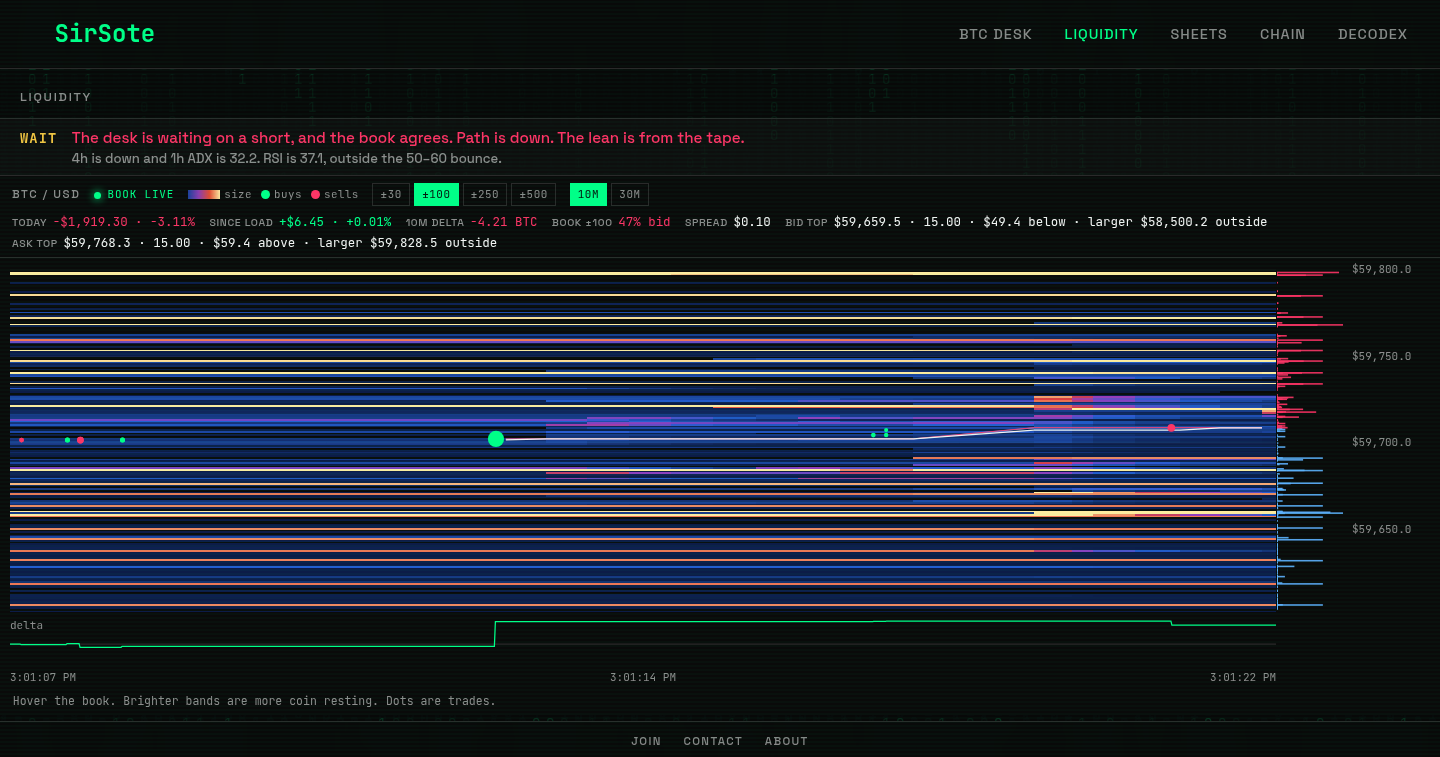 SirSote
BTC DESK LIQUIDITY SHEETS CHAIN DECODEX
LIQUIDITY
WAIT The desk is waiting on a short, and the book agrees. Path is down. The lean is from the tape.
4h is down and 1h ADX is 32.2. RSI is 37.1, outside the 50–60 bounce.
BTC / USD BOOK LIVE size buys sells ±30 ±100 ±250 ±500 10M 30M
TODAY -$1,919.30 · -3.11% SINCE LOAD +$6.45 · +0.01% 10M DELTA -4.21 BTC BOOK ±100 47% bid SPREAD $0.10 BID TOP $59,659.5 · 15.00 · $49.4 below · larger $58,500.2 outside
ASK TOP $59,768.3 · 15.00 · $59.4 above · larger $59,828.5 outside
$59,800.0
$59,750.0
$59,700.0
$59,650.0
delta
3:01:07 PM 3:01:14 PM 3:01:22 PM
Hover the book. Brighter bands are more coin resting. Dots are trades.
JOIN CONTACT ABOUT